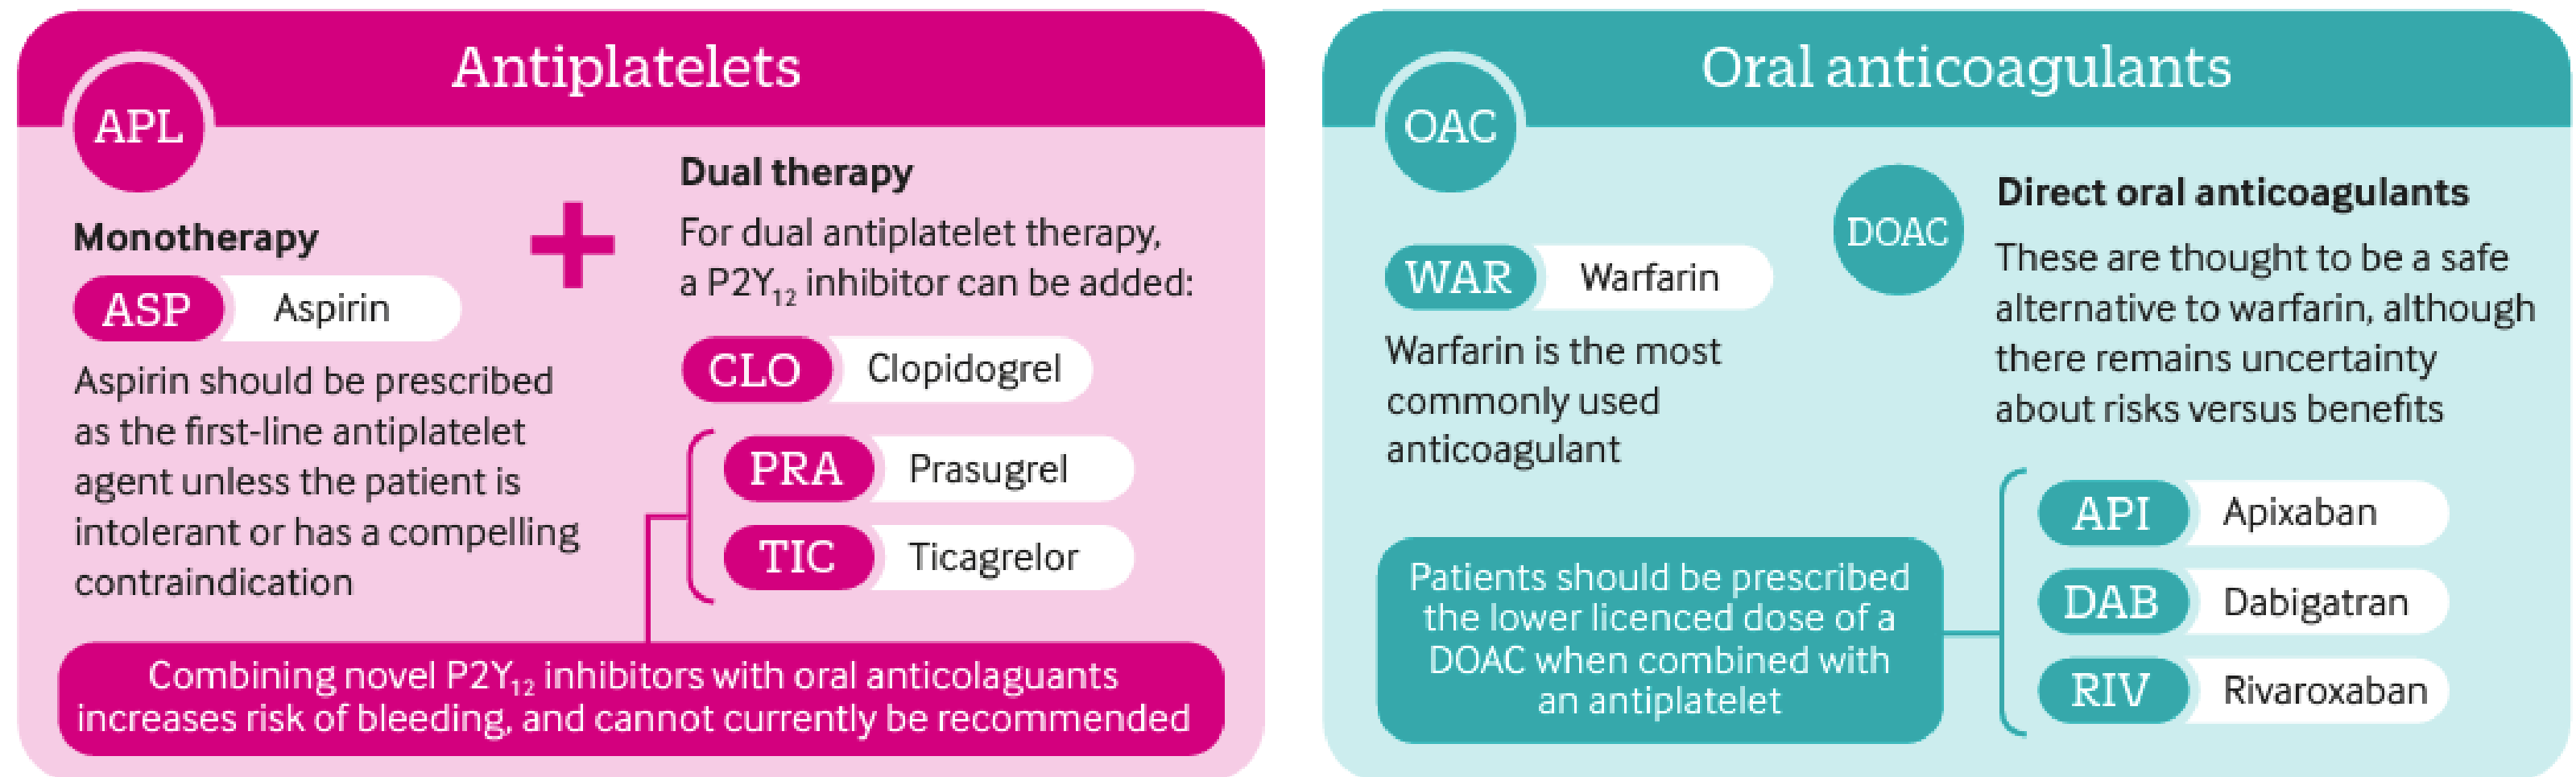 Antiplatelets
APL
Monotherapy
ASP Aspirin
Aspirin should be prescribed
as the first-line antiplatelet
agent unless the patient is
intolerant or has a compelling
contraindication
+
Dual therapy
For dual antiplatelet therapy,
a P2Y₁₂ inhibitor can be added:
CLO Clopidogrel
PRA Prasugrel
TIC Ticagrelor
Combining novel P2Y₁₂ inhibitors with oral anticolaguants
increases risk of bleeding, and cannot currently be recommended
Oral anticoagulants
OAC
WAR Warfarin
Warfarin is the most
commonly used
anticoagulant
DOAC
Direct oral anticoagulants
These are thought to be a safe
alternative to warfarin, although
there remains uncertainty
about risks versus benefits
Patients should be prescribed
the lower licenced dose of a
DOAC when combined with
an antiplatelet
API Apixaban
DAB Dabigatran
RIV Rivaroxaban